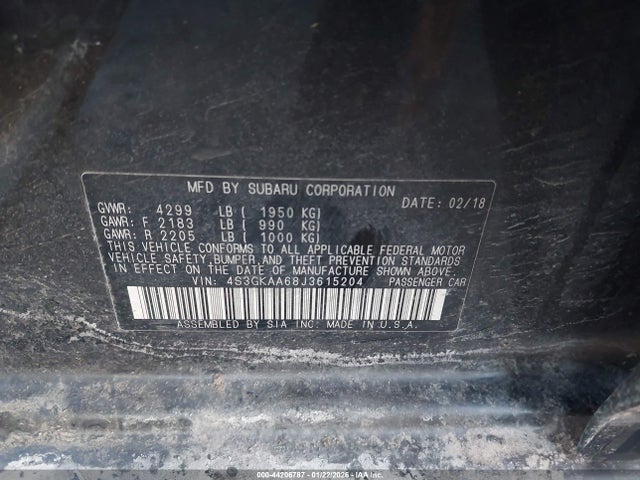 MFD BY SUBARU CORPORATION
DATE: 02/18
GVWR: 4299 LB ( 1950 KG)
GAWR: F 2183 LB ( 990 KG)
GAWR: R 2205 LB ( 1000 KG)
THIS VEHICLE CONFORMS TO ALL APPLICABLE FEDERAL MOTOR
VEHICLE SAFETY, BUMPER, AND THEFT PREVENTION STANDARDS
IN EFFECT ON THE DATE OF MANUFACTURE SHOWN ABOVE.
VIN: 4S3GKAA68J3615204 PASSENGER CAR
ASSEMBLED BY SIA INC. MADE IN U.S.A.
000-44206787 - 01/22/2026 - IAA Inc.